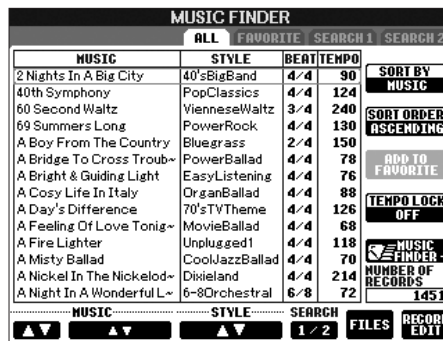 MUSIC FINDER
ALL FAVORITE SEARCH 1 SEARCH 2
MUSIC STYLE BEAT TEMPO
2 Nights In A Big City 40'sBigBand 4/4 90
40th Symphony PopClassics 4/4 124
60 Second Waltz VienneseWaltz 3/4 240
69 Summers Long PowerRock 4/4 130
A Boy From The Country Bluegrass 2/4 150
A Bridge To Cross Troub~ PowerBallad 4/4 78
A Bright & Guiding Light EasyListening 4/4 76
A Cosy Life In Italy OrganBallad 4/4 88
A Day's Difference 70'sTVTheme 4/4 126
A Feeling Of Love Tonig~ MovieBallad 4/4 68
A Fire Lighter Unplugged1 4/4 118
A Misty Ballad CoolJazzBallad 4/4 70
A Nickel In The Nickelod~ Dixieland 4/4 214
A Night In A Wonderful L~ 6-8Orchestral 6/8 72
SORT BY
MUSIC
SORT ORDER
ASCENDING
ADD TO
FAVORITE
TEMPO LOCK
OFF
MUSIC
FINDER
NUMBER OF
RECORDS
1451
MUSIC STYLE SEARCH
1/2 FILES RECORD
EDIT